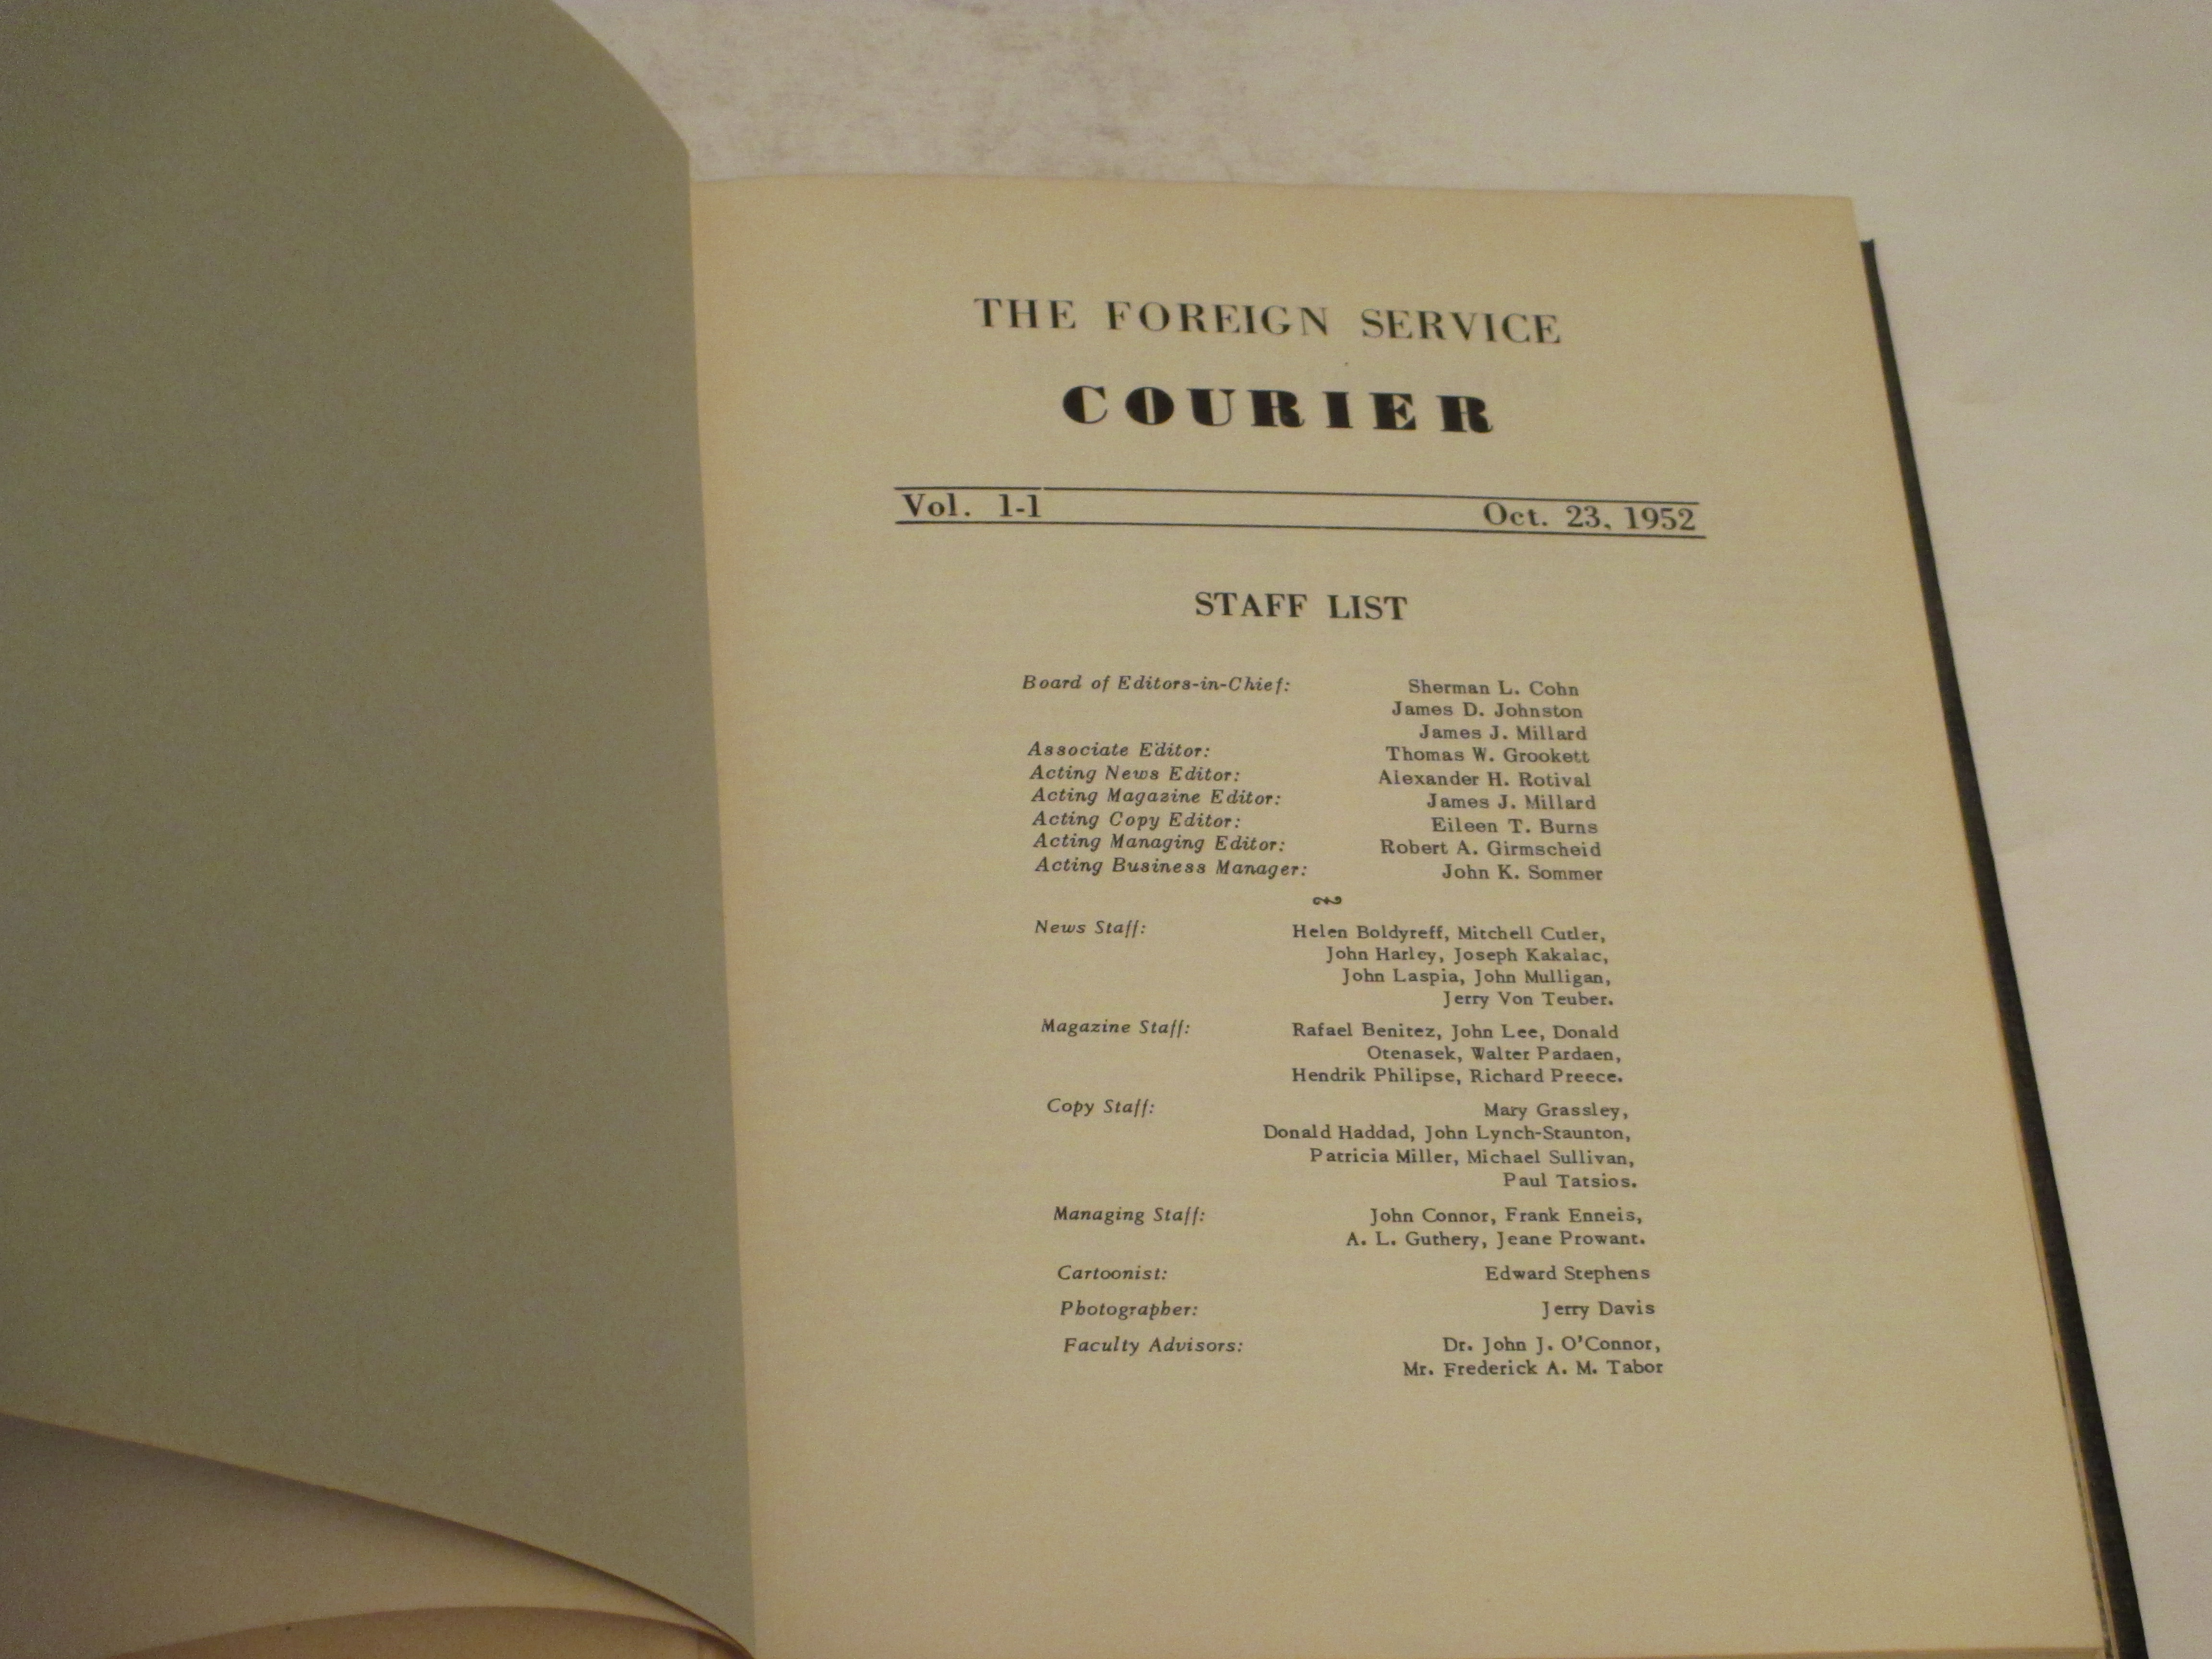 THE FOREIGN SERVICE
COURIER
Vol. 1-1 Oct. 23, 1952
STAFF LIST
Board of Editors-in-Chief: Sherman L. Cohn
James D. Johnston
James J. Millard
Associate Editor: Thomas W. Grookett
Acting News Editor: Alexander H. Rotival
Acting Magazine Editor: James J. Millard
Acting Copy Editor: Eileen T. Burns
Acting Managing Editor: Robert A. Girmscheid
Acting Business Manager: John K. Sommer
News Staff: Helen Boldyreff, Mitchell Cutler,
John Harley, Joseph Kakalac,
John Laspia, John Mulligan,
Jerry Von Teuber.
Magazine Staff: Rafael Benitez, John Lee, Donald
Otenasek, Walter Pardaen,
Hendrik Philipse, Richard Preece.
Copy Staff: Mary Grassley,
Donald Haddad, John Lynch-Staunton,
Patricia Miller, Michael Sullivan,
Paul Tatsios.
Managing Staff: John Connor, Frank Enneis,
A. L. Guthery, Jeane Prowant.
Cartoonist: Edward Stephens
Photographer: Jerry Davis
Faculty Advisors: Dr. John J. O'Connor,
Mr. Frederick A. M. Tabor